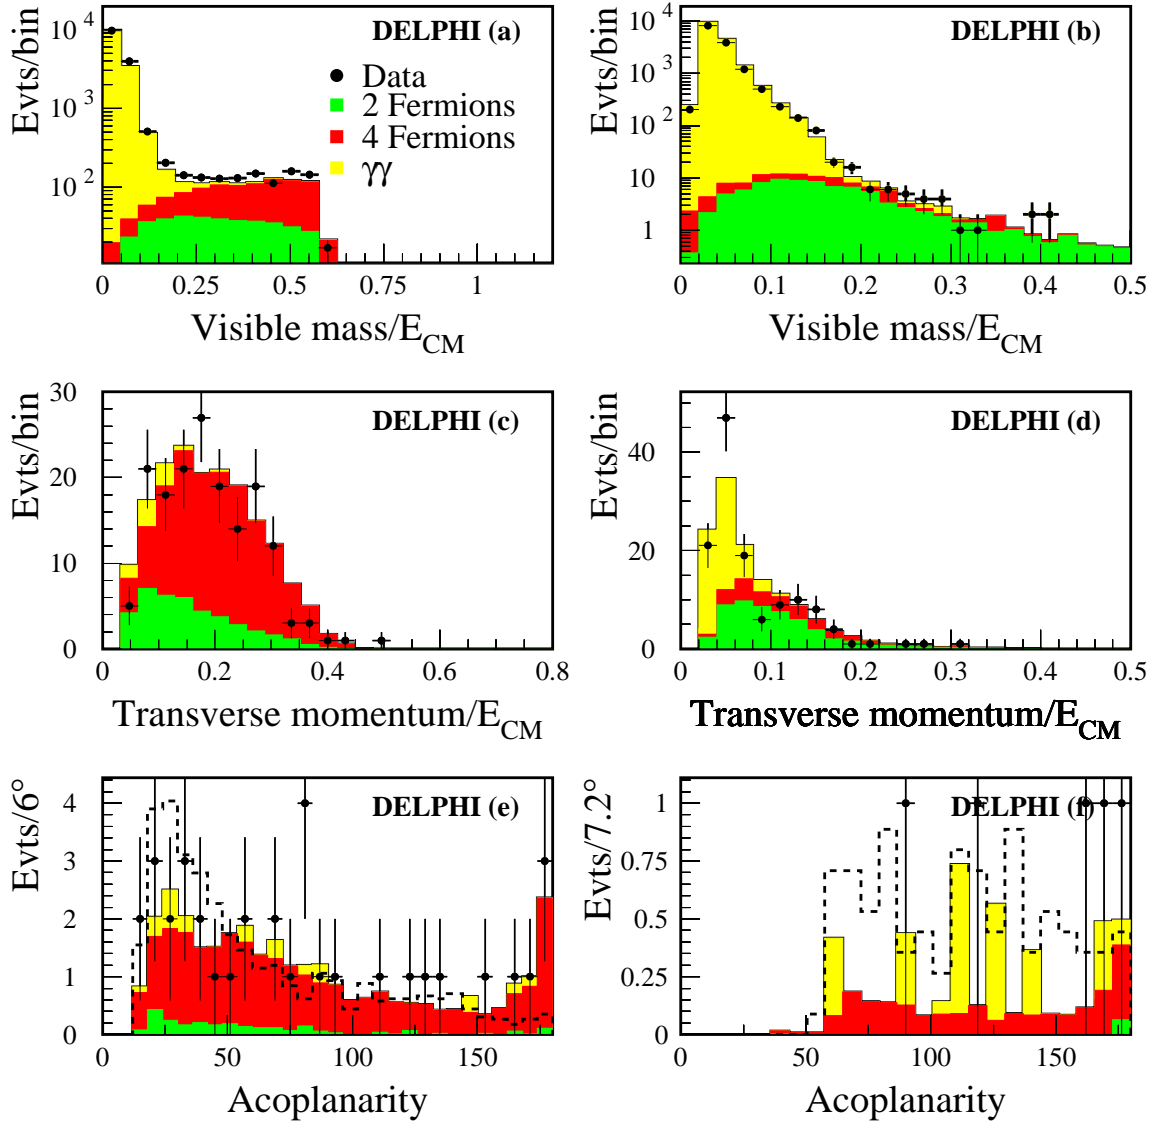 DELPHI (a)
Evts/bin
10^4
10^3
10^2
Data
2 Fermions
4 Fermions
γγ
0 0.25 0.5 0.75 1
Visible mass/E_CM
DELPHI (b)
Evts/bin
10^4
10^3
10^2
10
1
0 0.1 0.2 0.3 0.4 0.5
Visible mass/E_CM
DELPHI (c)
Evts/bin
30
20
10
0
0 0.2 0.4 0.6 0.8
Transverse momentum/E_CM
DELPHI (d)
Evts/bin
40
20
0
0 0.1 0.2 0.3 0.4 0.5
Transverse momentum/E_CM
DELPHI (e)
Evts/6°
4
3
2
1
0
0 50 100 150
Acoplanarity
DELPHI (f)
Evts/7.2°
1
0.75
0.5
0.25
0
0 50 100 150
Acoplanarity